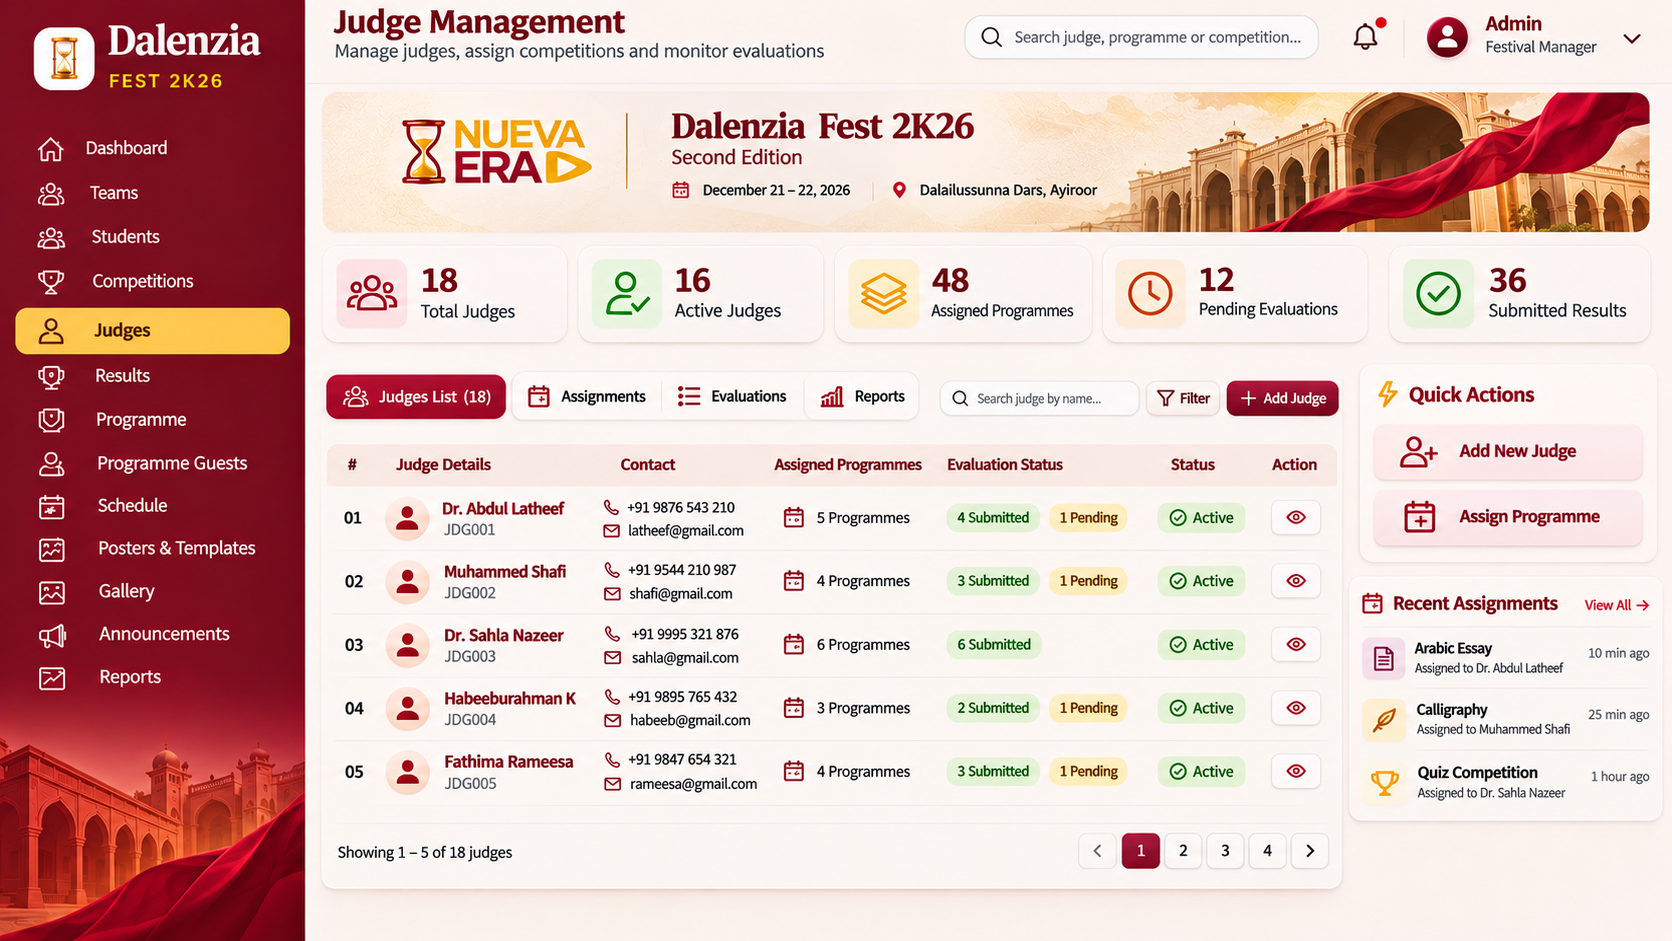 Dalenzia
FEST 2K26
Dashboard
Teams
Students
Competitions
Judges
Results
Programme
Programme Guests
Schedule
Posters & Templates
Gallery
Announcements
Reports
Judge Management
Manage judges, assign competitions and monitor evaluations
Search judge, programme or competition...
Admin
Festival Manager
NUEVA
ERA
Dalenzia Fest 2K26
Second Edition
December 21 – 22, 2026
Dalailussunna Dars, Ayiroor
18
Total Judges
16
Active Judges
48
Assigned Programmes
12
Pending Evaluations
36
Submitted Results
Judges List (18)
Assignments
Evaluations
Reports
Search judge by name...
Filter
+ Add Judge
# Judge Details Contact Assigned Programmes Evaluation Status Status Action
01 Dr. Abdul Latheef +91 9876 543 210 5 Programmes 4 Submitted 1 Pending Active
JDG001 latheef@gmail.com
02 Muhammed Shafi +91 9544 210 987 4 Programmes 3 Submitted 1 Pending Active
JDG002 shafi@gmail.com
03 Dr. Sahla Nazeer +91 9995 321 876 6 Programmes 6 Submitted Active
JDG003 sahla@gmail.com
04 Habeeburahman K +91 9895 765 432 3 Programmes 2 Submitted 1 Pending Active
JDG004 habeeb@gmail.com
05 Fathima Rameesa +91 9847 654 321 4 Programmes 3 Submitted 1 Pending Active
JDG005 rameesa@gmail.com
Showing 1 – 5 of 18 judges
1 2 3 4
Quick Actions
Add New Judge
Assign Programme
Recent Assignments View All →
Arabic Essay 10 min ago
Assigned to Dr. Abdul Latheef
Calligraphy 25 min ago
Assigned to Muhammed Shafi
Quiz Competition 1 hour ago
Assigned to Dr. Sahla Nazeer